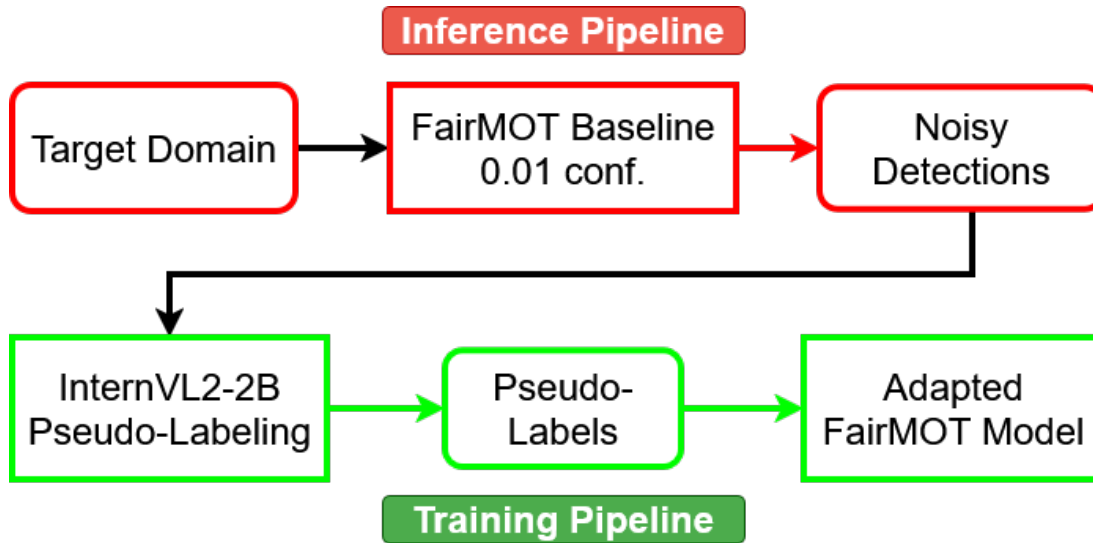 Inference Pipeline
Target Domain
FairMOT Baseline
0.01 conf.
Noisy
Detections
InternVL2-2B
Pseudo-Labeling
Pseudo-
Labels
Adapted
FairMOT Model
Training Pipeline